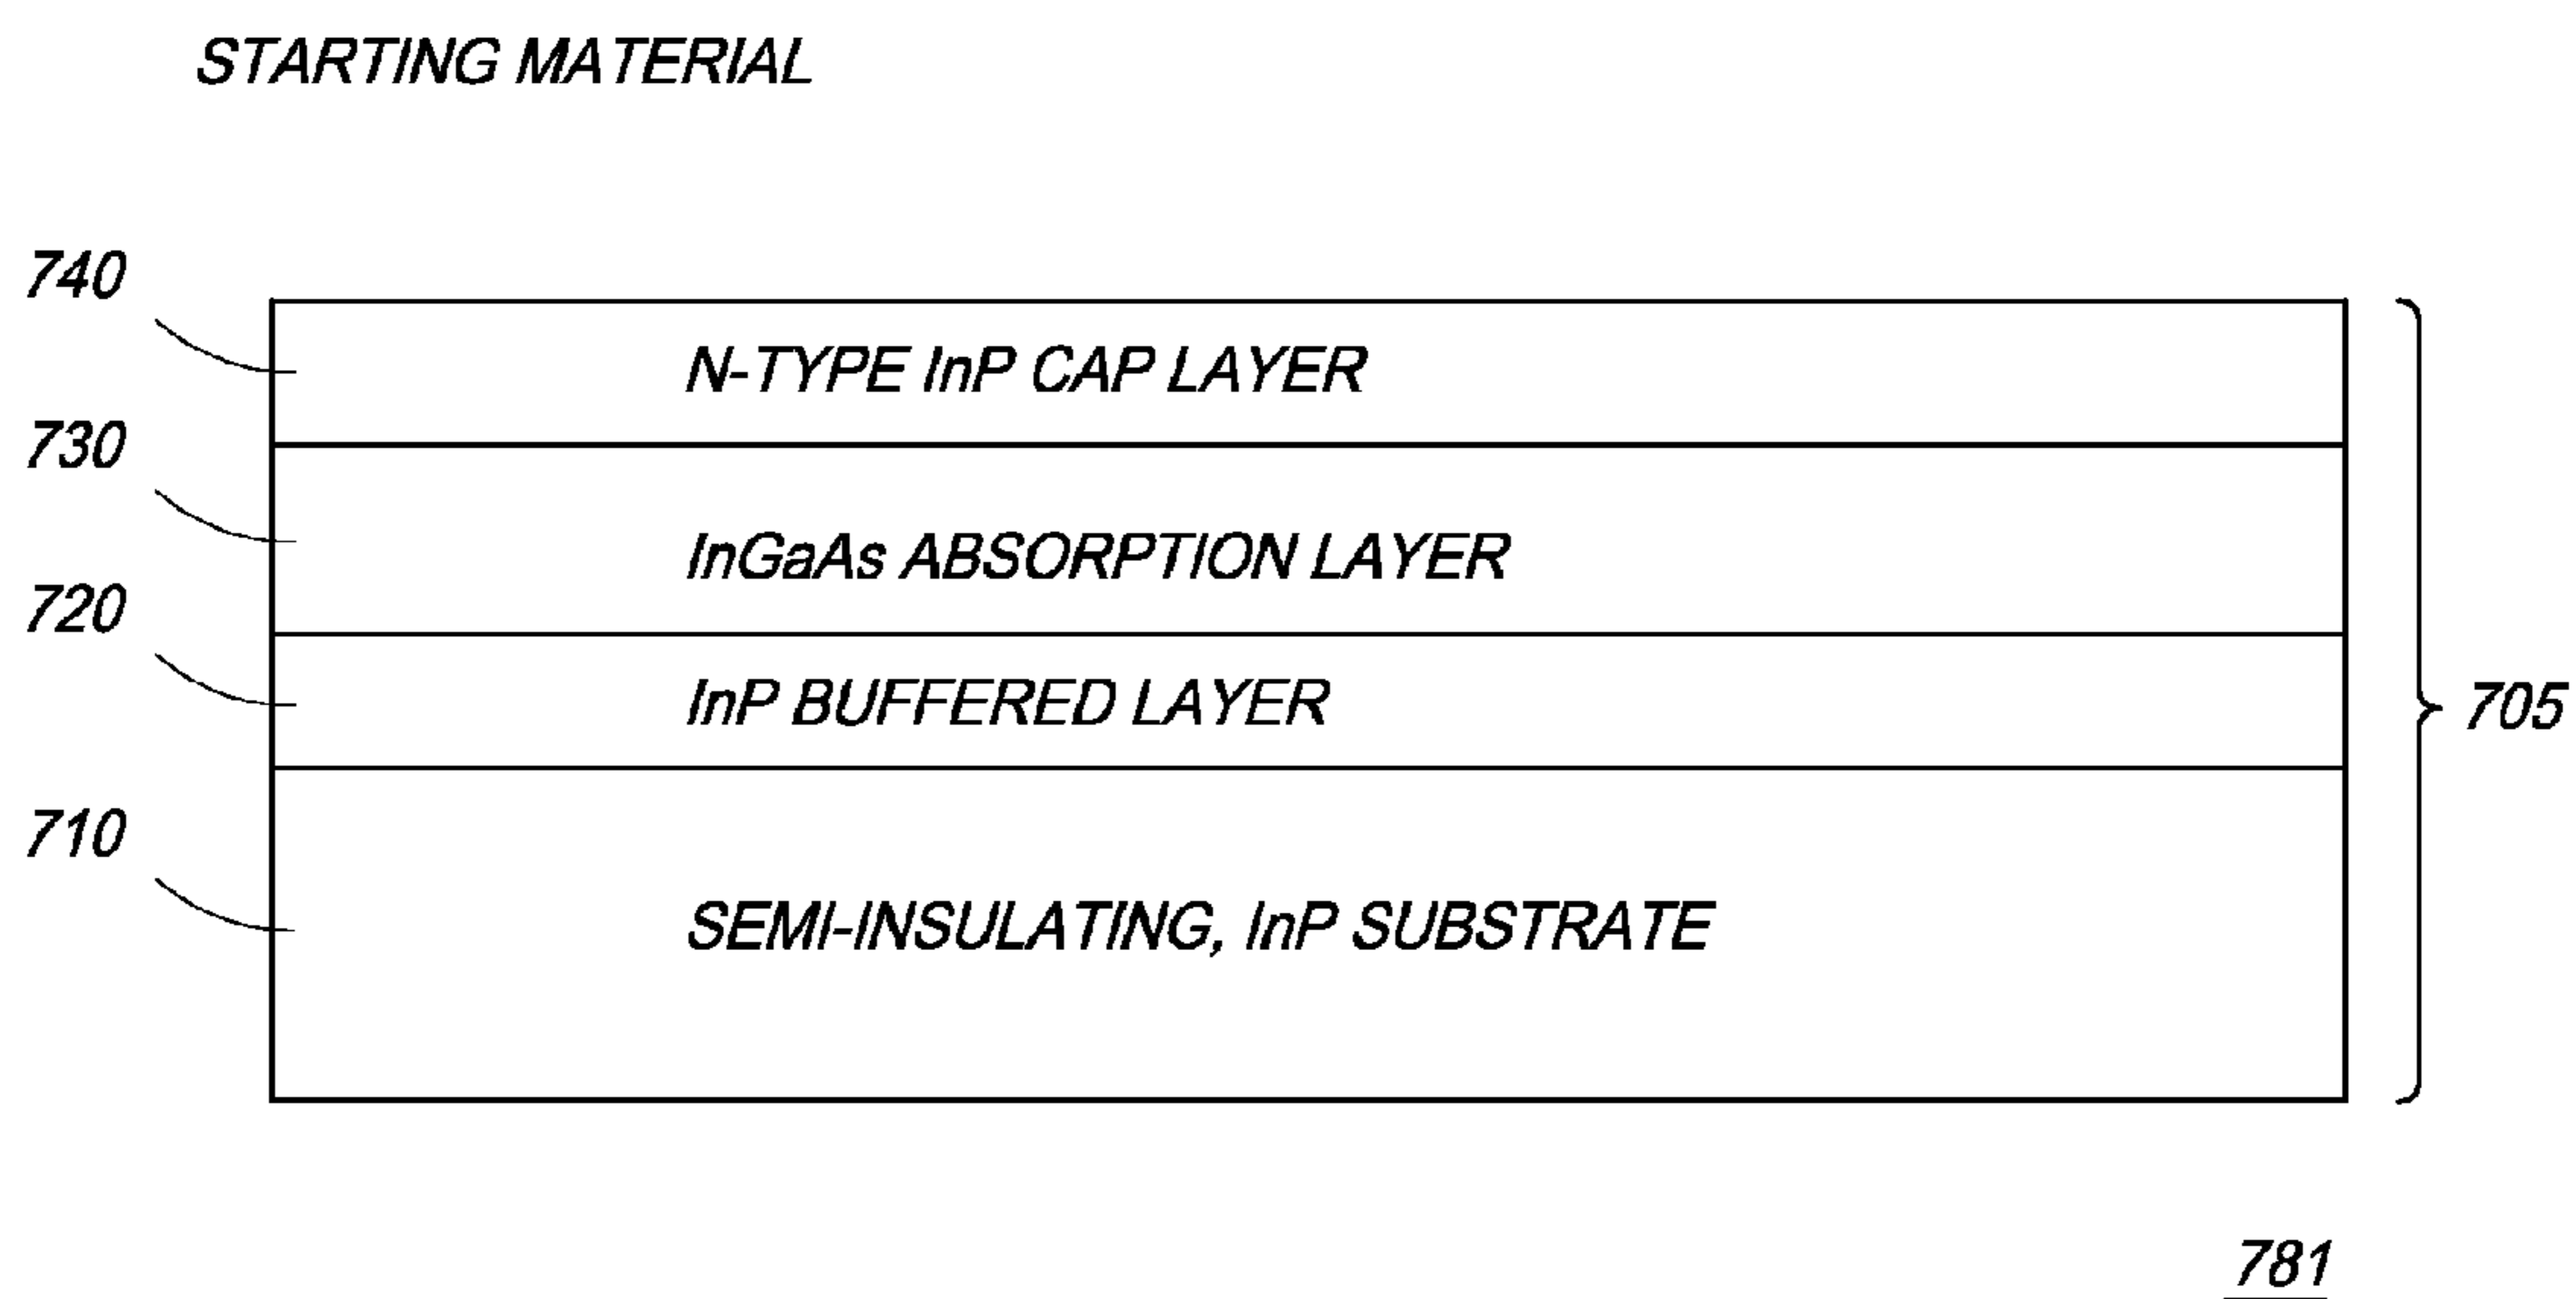 STARTING MATERIAL
740
N-TYPE InP CAP LAYER
730
InGaAs ABSORPTION LAYER
720
InP BUFFERED LAYER
705
710
SEMI-INSULATING, InP SUBSTRATE
781